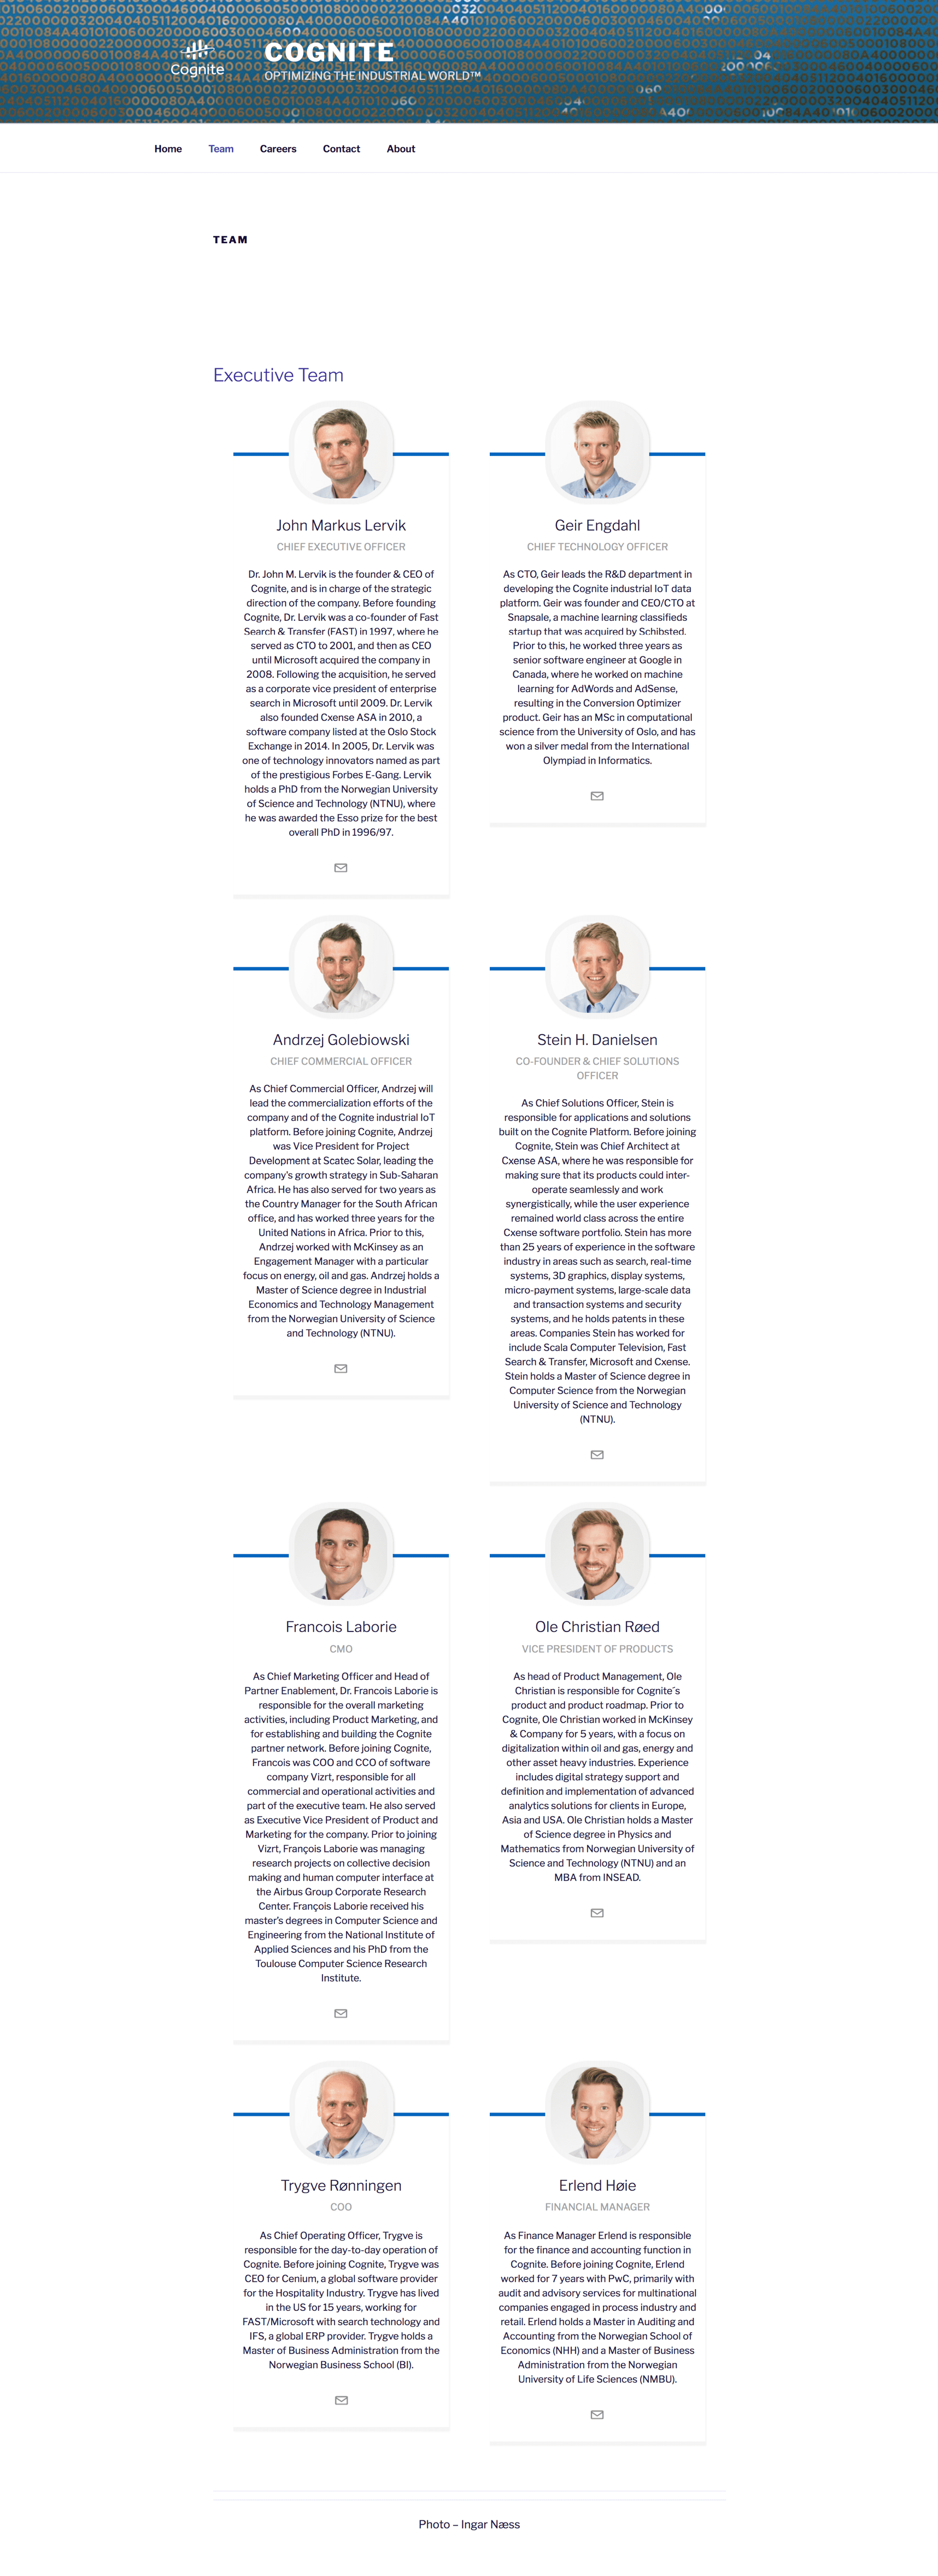 Cognite
COGNITE
OPTIMIZING THE INDUSTRIAL WORLD™
Home
Team
Careers
Contact
About
TEAM
Executive Team
John Markus Lervik
CHIEF EXECUTIVE OFFICER
Dr. John M. Lervik is the founder & CEO of
Cognite, and is in charge of the strategic
direction of the company. Before founding
Cognite, Dr. Lervik was a co-founder of Fast
Search & Transfer (FAST) in 1997, where he
served as CTO to 2001, and then as CEO
until Microsoft acquired the company in
2008. Following the acquisition, he served
as a corporate vice president of enterprise
search in Microsoft until 2009. Dr. Lervik
also founded Cxense ASA in 2010, a
software company listed at the Oslo Stock
Exchange in 2014. In 2005, Dr. Lervik was
one of technology innovators named as part
of the prestigious Forbes E-Gang. Lervik
holds a PhD from the Norwegian University
of Science and Technology (NTNU), where
he was awarded the Esso prize for the best
overall PhD in 1996/97.
Geir Engdahl
CHIEF TECHNOLOGY OFFICER
As CTO, Geir leads the R&D department in
developing the Cognite industrial IoT data
platform. Geir was founder and CEO/CTO at
Snapsale, a machine learning classifieds
startup that was acquired by Schibsted.
Prior to this, he worked three years as
senior software engineer at Google in
Canada, where he worked on machine
learning for AdWords and AdSense,
resulting in the Conversion Optimizer
product. Geir has an MSc in computational
science from the University of Oslo, and has
won a silver medal from the International
Olympiad in Informatics.
Andrzej Golebiowski
CHIEF COMMERCIAL OFFICER
As Chief Commercial Officer, Andrzej will
lead the commercialization efforts of the
company and of the Cognite industrial IoT
platform. Before joining Cognite, Andrzej
was Vice President for Project
Development at Scatec Solar, leading the
company's growth strategy in Sub-Saharan
Africa. He has also served for two years as
the Country Manager for the South African
office, and has worked three years for the
United Nations in Africa. Prior to this,
Andrzej worked with McKinsey as an
Engagement Manager with a particular
focus on energy, oil and gas. Andrzej holds a
Master of Science degree in Industrial
Economics and Technology Management
from the Norwegian University of Science
and Technology (NTNU).
Stein H. Danielsen
CO-FOUNDER & CHIEF SOLUTIONS
OFFICER
As Chief Solutions Officer, Stein is
responsible for applications and solutions
built on the Cognite Platform. Before joining
Cognite, Stein was Chief Architect at
Cxense ASA, where he was responsible for
making sure that its products could inter-
operate seamlessly and work
synergistically, while the user experience
remained world class across the entire
Cxense software portfolio. Stein has more
than 25 years of experience in the software
industry in areas such as search, real-time
systems, 3D graphics, display systems,
micro-payment systems, large-scale data
and transaction systems and security
systems, and he holds patents in these
areas. Companies Stein has worked for
include Scala Computer Television, Fast
Search & Transfer, Microsoft and Cxense.
Stein holds a Master of Science degree in
Computer Science from the Norwegian
University of Science and Technology
(NTNU).
Francois Laborie
CMO
As Chief Marketing Officer and Head of
Partner Enablement, Dr. Francois Laborie is
responsible for the overall marketing
activities, including Product Marketing, and
for establishing and building the Cognite
partner network. Before joining Cognite,
Francois was COO and CCO of software
company Vizrt, responsible for all
commercial and operational activities and
part of the executive team. He also served
as Executive Vice President of Product and
Marketing for the company. Prior to joining
Vizrt, François Laborie was managing
research projects on collective decision
making and human computer interface at
the Airbus Group Corporate Research
Center. François Laborie received his
master's degrees in Computer Science and
Engineering from the National Institute of
Applied Sciences and his PhD from the
Toulouse Computer Science Research
Institute.
Ole Christian Røed
VICE PRESIDENT OF PRODUCTS
As head of Product Management, Ole
Christian is responsible for Cognite´s
product and product roadmap. Prior to
Cognite, Ole Christian worked in McKinsey
& Company for 5 years, with a focus on
digitalization within oil and gas, energy and
other asset heavy industries. Experience
includes digital strategy support and
definition and implementation of advanced
analytics solutions for clients in Europe,
Asia and USA. Ole Christian holds a Master
of Science degree in Physics and
Mathematics from Norwegian University of
Science and Technology (NTNU) and an
MBA from INSEAD.
Trygve Rønningen
COO
As Chief Operating Officer, Trygve is
responsible for the day-to-day operation of
Cognite. Before joining Cognite, Trygve was
CEO for Cenium, a global software provider
for the Hospitality Industry. Trygve has lived
in the US for 15 years, working for
FAST/Microsoft with search technology and
IFS, a global ERP provider. Trygve holds a
Master of Business Administration from the
Norwegian Business School (BI).
Erlend Høie
FINANCIAL MANAGER
As Finance Manager Erlend is responsible
for the finance and accounting function in
Cognite. Before joining Cognite, Erlend
worked for 7 years with PwC, primarily with
audit and advisory services for multinational
companies engaged in process industry and
retail. Erlend holds a Master in Auditing and
Accounting from the Norwegian School of
Economics (NHH) and a Master of Business
Administration from the Norwegian
University of Life Sciences (NMBU).
Photo – Ingar Næss